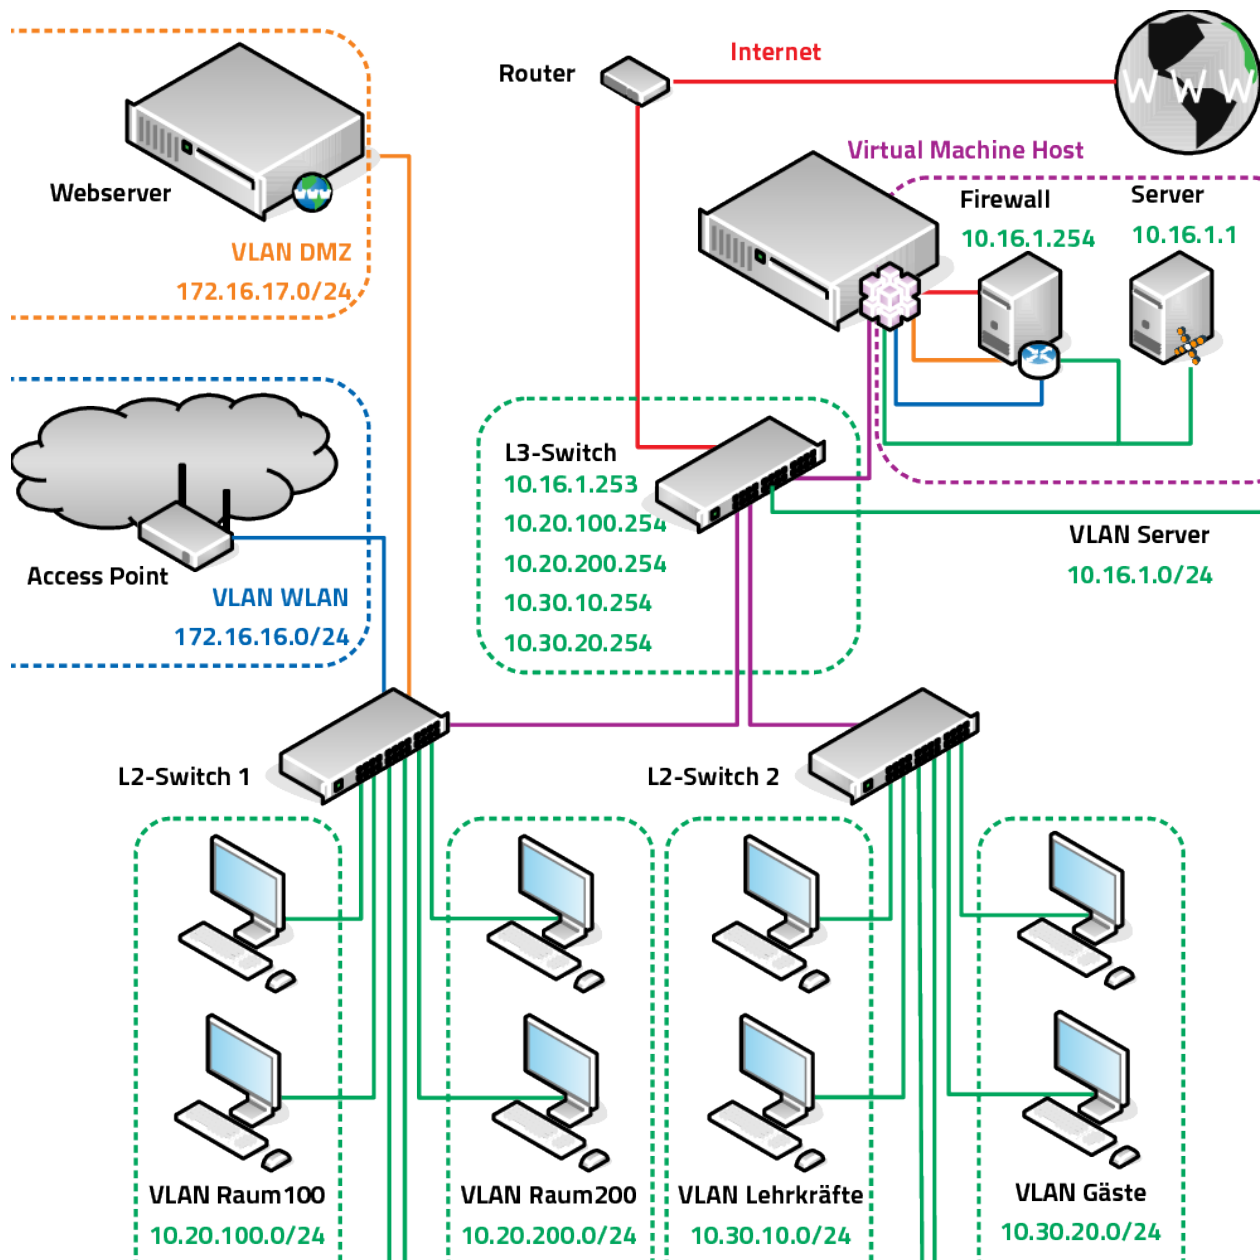 Internet
Router
WWW
Virtual Machine Host
Webserver
Firewall
10.16.1.254
Server
10.16.1.1
www
VLAN DMZ
172.16.17.0/24
L3-Switch
10.16.1.253
10.20.100.254
10.20.200.254
10.30.10.254
10.30.20.254
VLAN Server
10.16.1.0/24
Access Point
VLAN WLAN
172.16.16.0/24
L2-Switch 1
L2-Switch 2
VLAN Raum100
10.20.100.0/24
VLAN Raum200
10.20.200.0/24
VLAN Lehrkräfte
10.30.10.0/24
VLAN Gäste
10.30.20.0/24